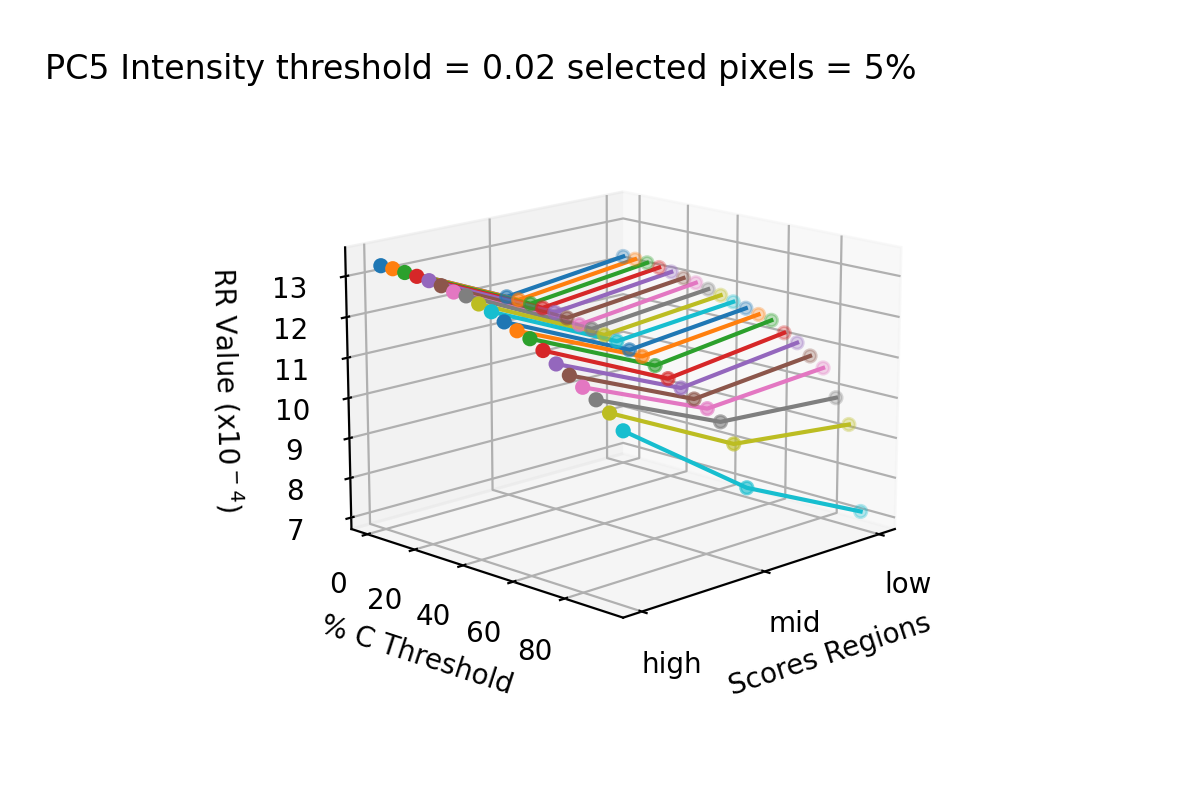 PC5 Intensity threshold = 0.02 selected pixels = 5%
RR Value (x10⁻⁴)
13
12
11
10
9
8
7
0
20
40
60
80
% C Threshold
high
mid
low
Scores Regions